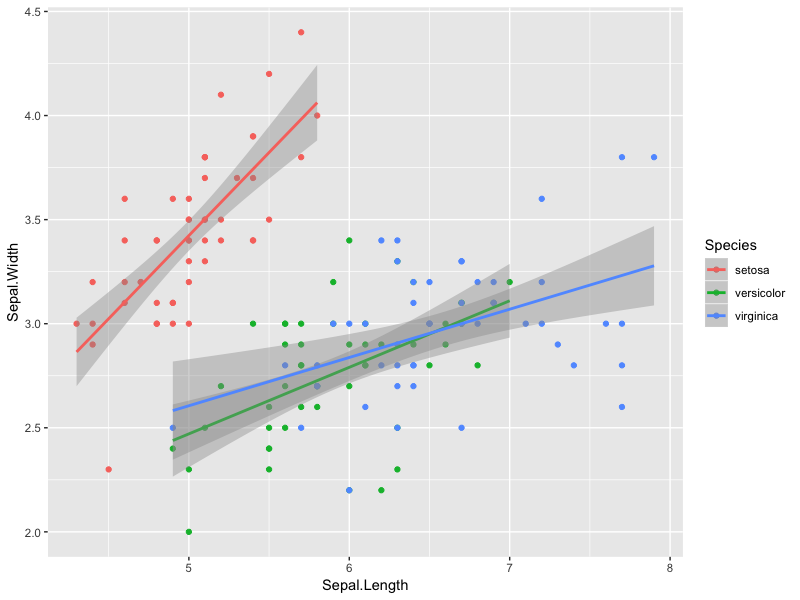 4.5
4.0
3.5
3.0
2.5
2.0
Sepal.Width
5 6 7 8
Sepal.Length
Species
setosa
versicolor
virginica